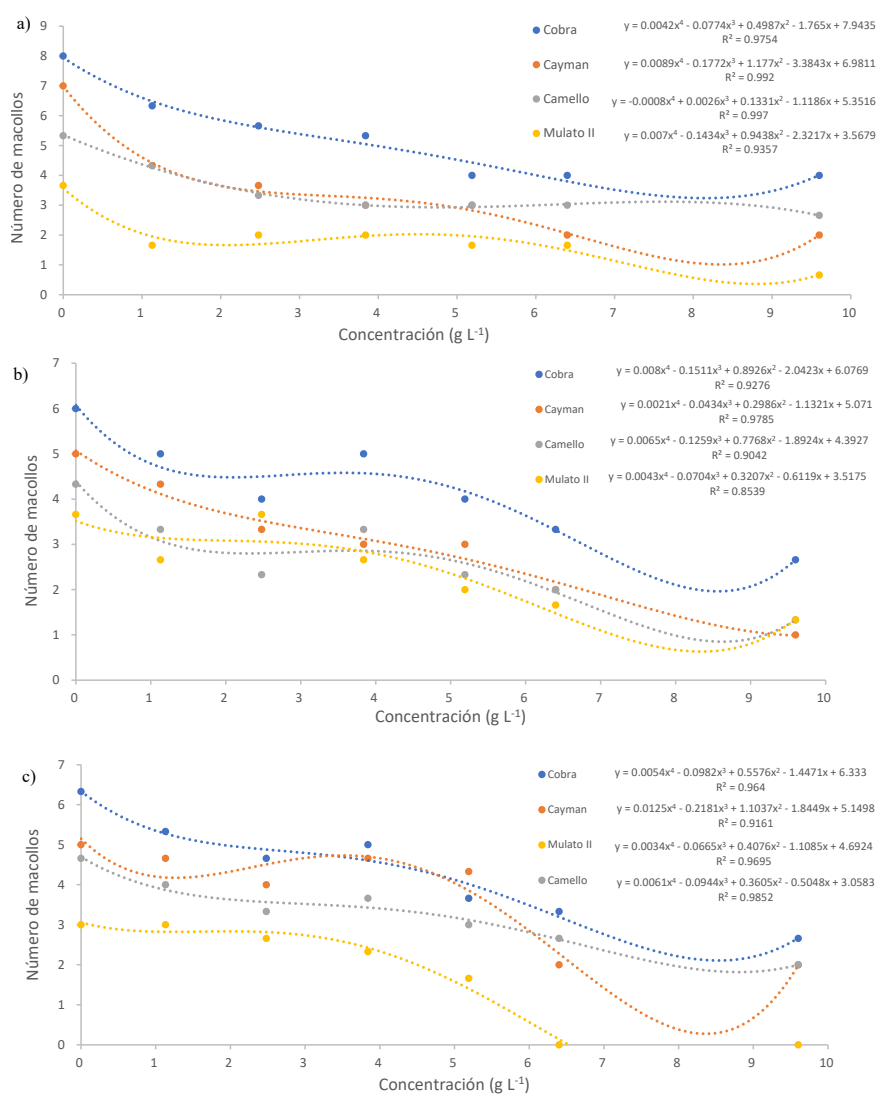 a)
9
8
7
6
5
4
3
2
1
0
Número de macollos
Cobra
y = 0.0042x⁴ - 0.0774x³ + 0.4987x² - 1.765x + 7.9435
R² = 0.9754
Cayman
y = 0.0089x⁴ - 0.1772x³ + 1.177x² - 3.3843x + 6.9811
R² = 0.992
Camello
y = -0.0008x⁴ + 0.0026x³ + 0.1331x² - 1.1186x + 5.3516
R² = 0.997
Mulato II
y = 0.007x⁴ - 0.1434x³ + 0.9438x² - 2.3217x + 3.5679
R² = 0.9357
0 1 2 3 4 5 6 7 8 9 10
Concentración (g L⁻¹)
b)
7
6
5
4
3
2
1
0
Número de macollos
Cobra
y = 0.008x⁴ - 0.1511x³ + 0.8926x² - 2.0423x + 6.0769
R² = 0.9276
Cayman
y = 0.0021x⁴ - 0.0434x³ + 0.2986x² - 1.1321x + 5.071
R² = 0.9785
Camello
y = 0.0065x⁴ - 0.1259x³ + 0.7768x² - 1.8924x + 4.3927
R² = 0.9042
Mulato II
y = 0.0043x⁴ - 0.0704x³ + 0.3207x² - 0.6119x + 3.5175
R² = 0.8539
0 1 2 3 4 5 6 7 8 9 10
Concentración (g L⁻¹)
c)
7
6
5
4
3
2
1
0
Número de macollos
Cobra
y = 0.0054x⁴ - 0.0982x³ + 0.5576x² - 1.4471x + 6.333
R² = 0.964
Cayman
y = 0.0125x⁴ - 0.2181x³ + 1.1037x² - 1.8449x + 5.1498
R² = 0.9161
Mulato II
y = 0.0034x⁴ - 0.0665x³ + 0.4076x² - 1.1085x + 4.6924
R² = 0.9695
Camello
y = 0.0061x⁴ - 0.0944x³ + 0.3605x² - 0.5048x + 3.0583
R² = 0.9852
0 1 2 3 4 5 6 7 8 9 10
Concentración (g L⁻¹)